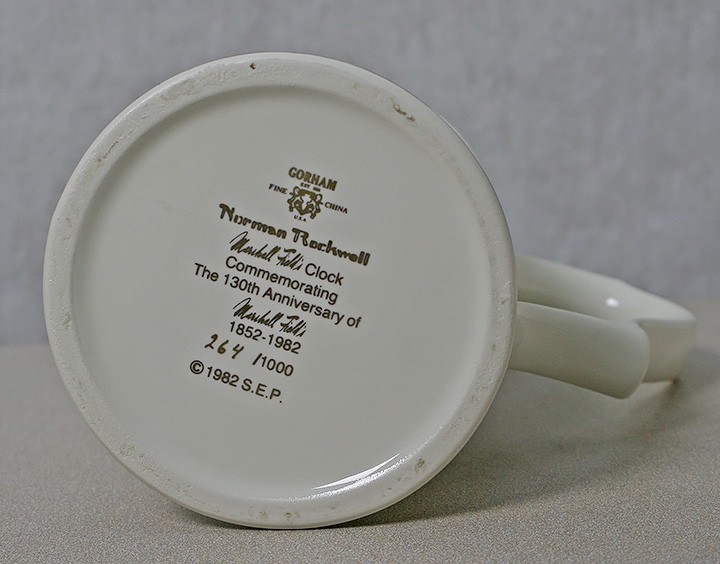 GORHAM
EST. 1831
FINE CHINA
U.S.A.
Norman Rockwell
Marshall Field's Clock
Commemorating
The 130th Anniversary of
Marshall Field's
1852-1982
264 /1000
©1982 S.E.P.